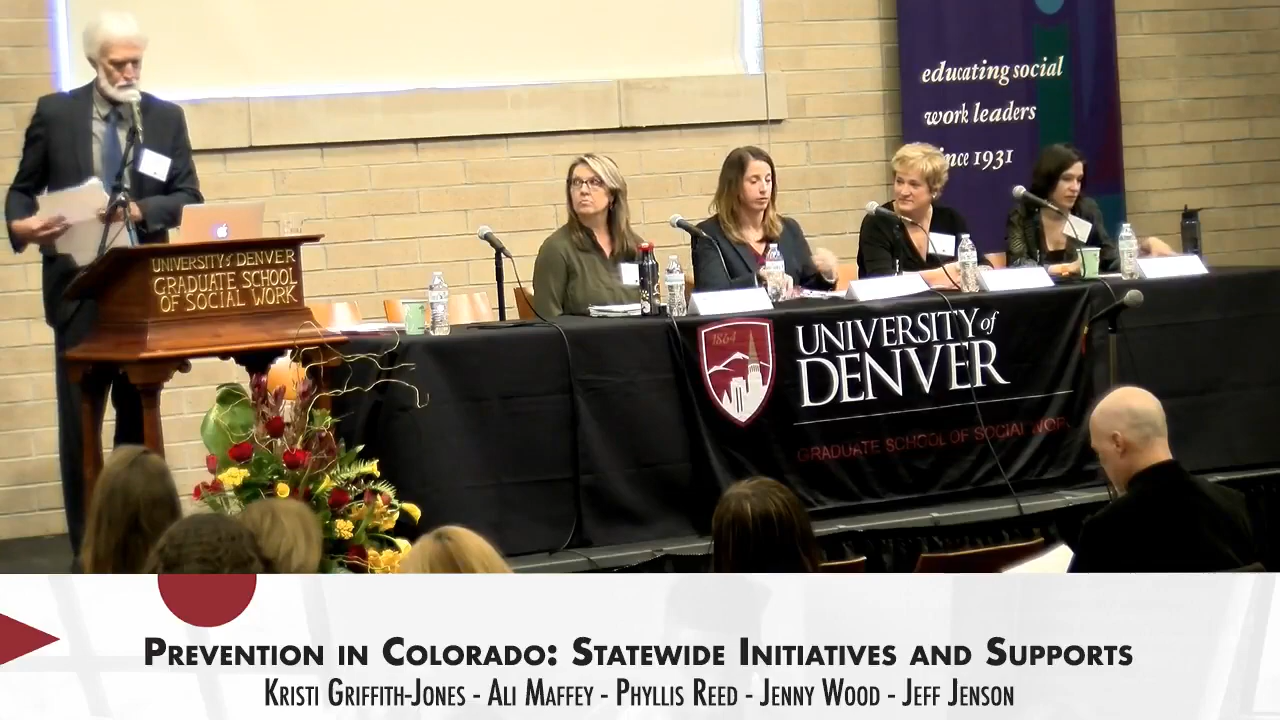 educating social
work leaders
since 1931
UNIVERSITY of DENVER
GRADUATE SCHOOL
OF SOCIAL WORK
1864
UNIVERSITY of
DENVER
GRADUATE SCHOOL OF SOCIAL WORK
Prevention in Colorado: Statewide Initiatives and Supports
Kristi Griffith-Jones - Ali Maffey - Phyllis Reed - Jenny Wood - Jeff Jenson